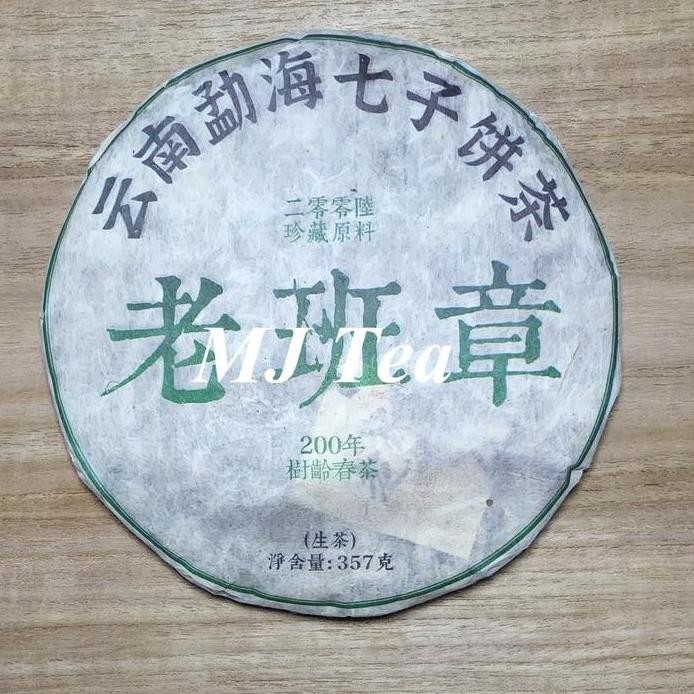 云南勐海七子饼茶
二零零陸
珍藏原料
老班章
MJ Tea
200年
樹齡春茶
(生茶)
淨含量:357克